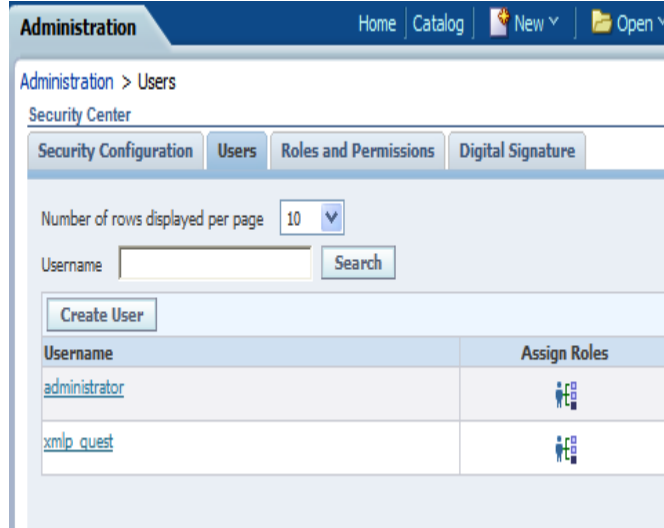 Administration
Home Catalog New Open
Administration > Users
Security Center
Security Configuration Users Roles and Permissions Digital Signature
Number of rows displayed per page 10
Username Search
Create User
Username Assign Roles
administrator
xmlp_guest